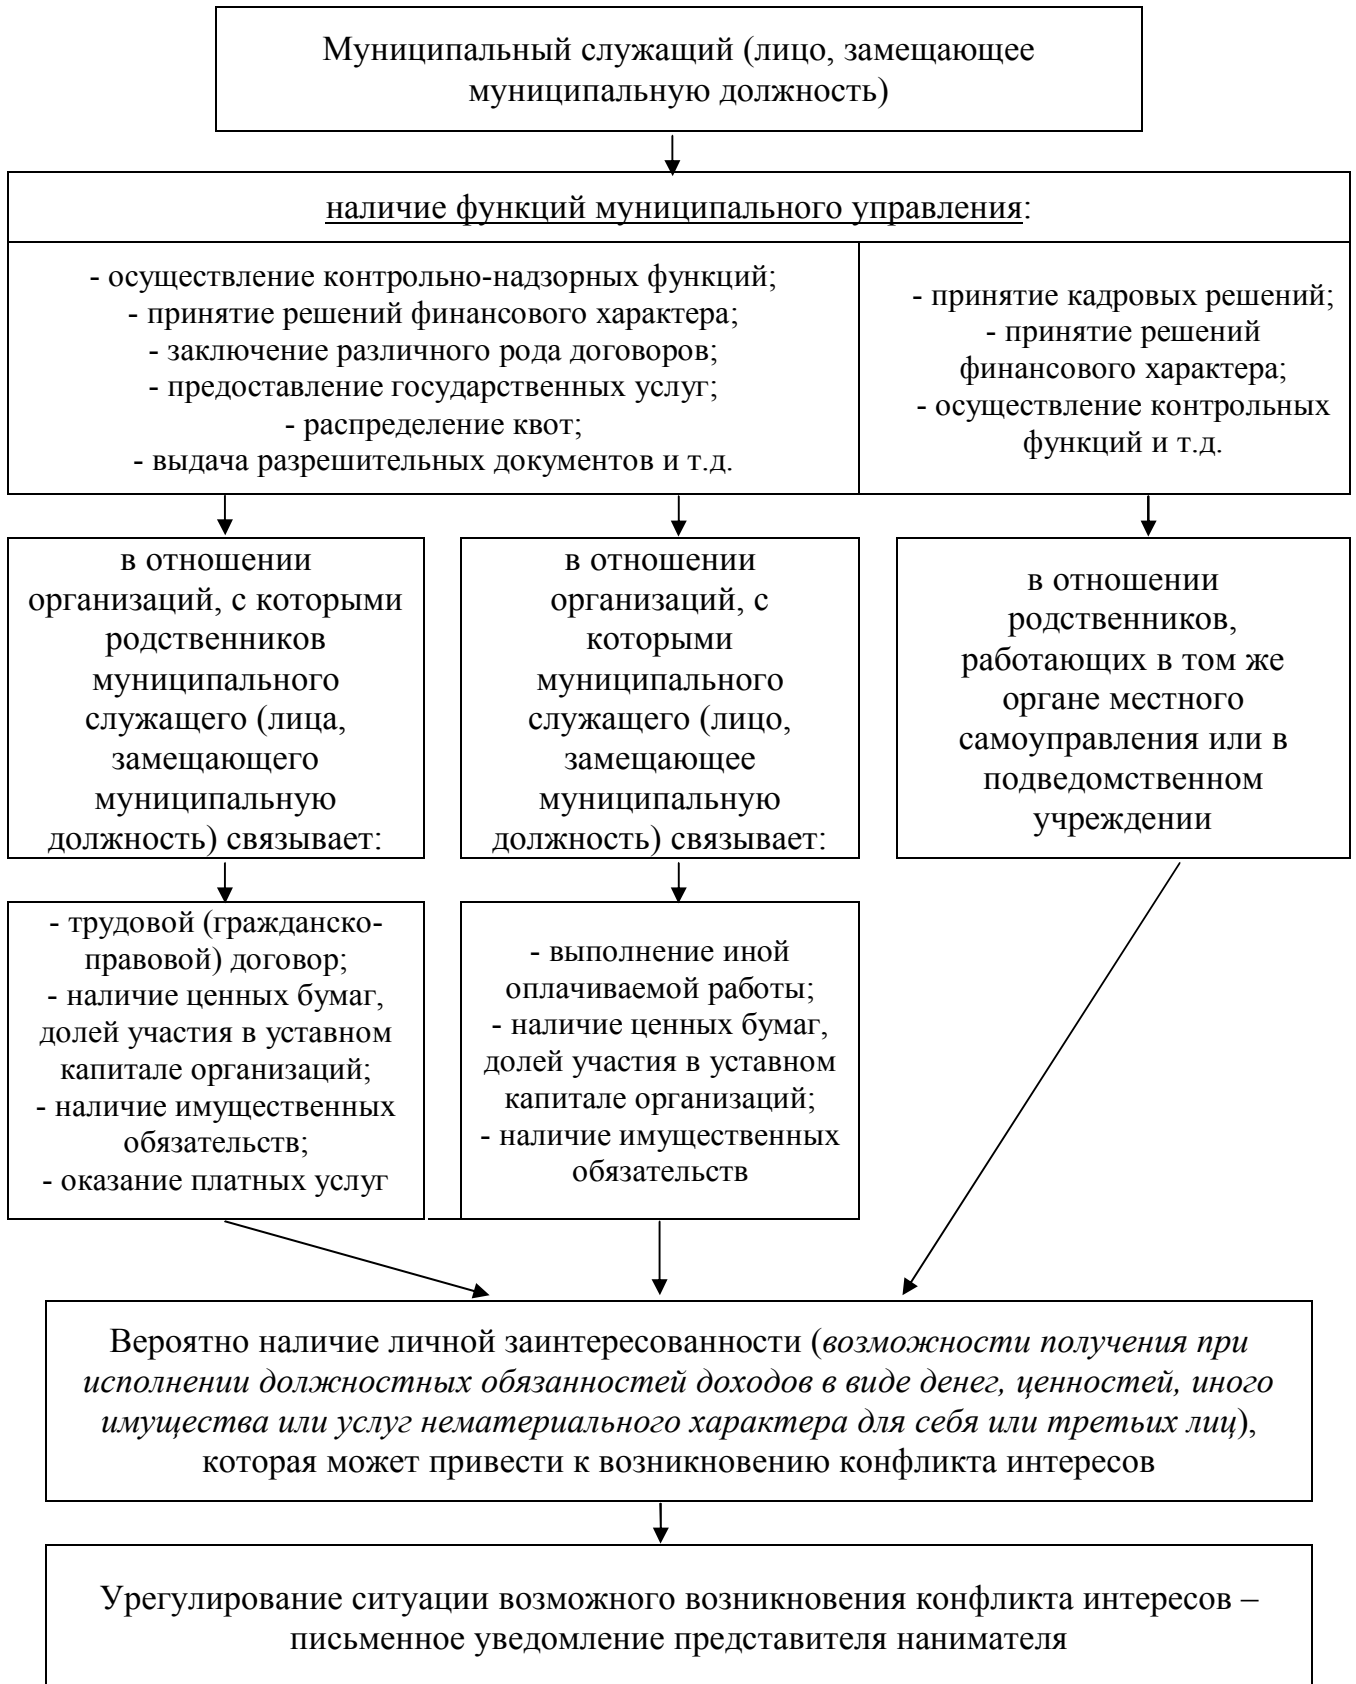 Муниципальный служащий (лицо, замещающее
муниципальную должность)
наличие функций муниципального управления:
- осуществление контрольно-надзорных функций;
- принятие решений финансового характера;
- заключение различного рода договоров;
- предоставление государственных услуг;
- распределение квот;
- выдача разрешительных документов и т.д.
- принятие кадровых решений;
- принятие решений
финансового характера;
- осуществление контрольных
функций и т.д.
в отношении
организаций, с которыми
родственников
муниципального
служащего (лица,
замещающего
муниципальную
должность) связывает:
в отношении
организаций, с
которыми
муниципального
служащего (лицо,
замещающее
муниципальную
должность) связывает:
в отношении
родственников,
работающих в том же
органе местного
самоуправления или в
подведомственном
учреждении
- трудовой (гражданско-
правовой) договор;
- наличие ценных бумаг,
долей участия в уставном
капитале организаций;
- наличие имущественных
обязательств;
- оказание платных услуг
- выполнение иной
оплачиваемой работы;
- наличие ценных бумаг,
долей участия в уставном
капитале организаций;
- наличие имущественных
обязательств
Вероятно наличие личной заинтересованности (возможности получения при
исполнении должностных обязанностей доходов в виде денег, ценностей, иного
имущества или услуг нематериального характера для себя или третьих лиц),
которая может привести к возникновению конфликта интересов
Урегулирование ситуации возможного возникновения конфликта интересов –
письменное уведомление представителя нанимателя